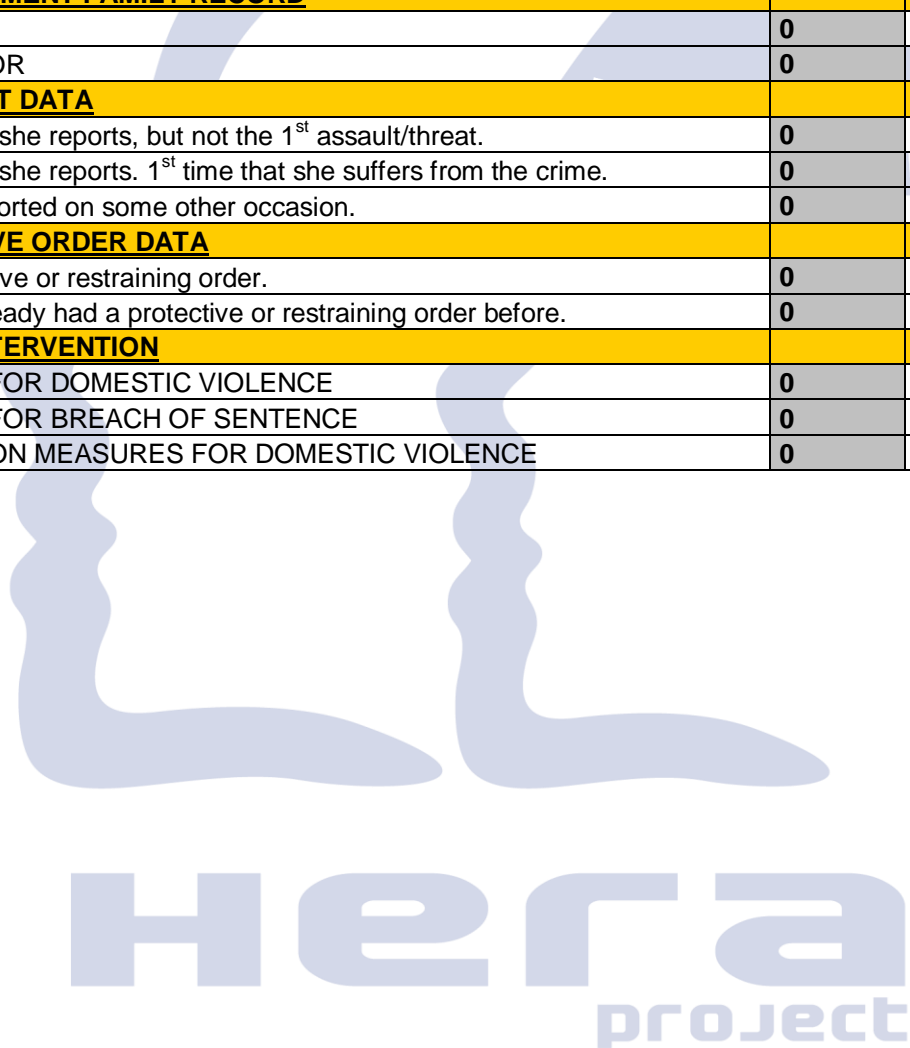 FAMILY RECORD
0
OR 0
T DATA
she reports, but not the 1st assault/threat. 0
she reports. 1st time that she suffers from the crime. 0
orted on some other occasion. 0
VE ORDER DATA
ve or restraining order. 0
eady had a protective or restraining order before. 0
TERVENTION
FOR DOMESTIC VIOLENCE 0
FOR BREACH OF SENTENCE 0
ON MEASURES FOR DOMESTIC VIOLENCE 0
Hera
project